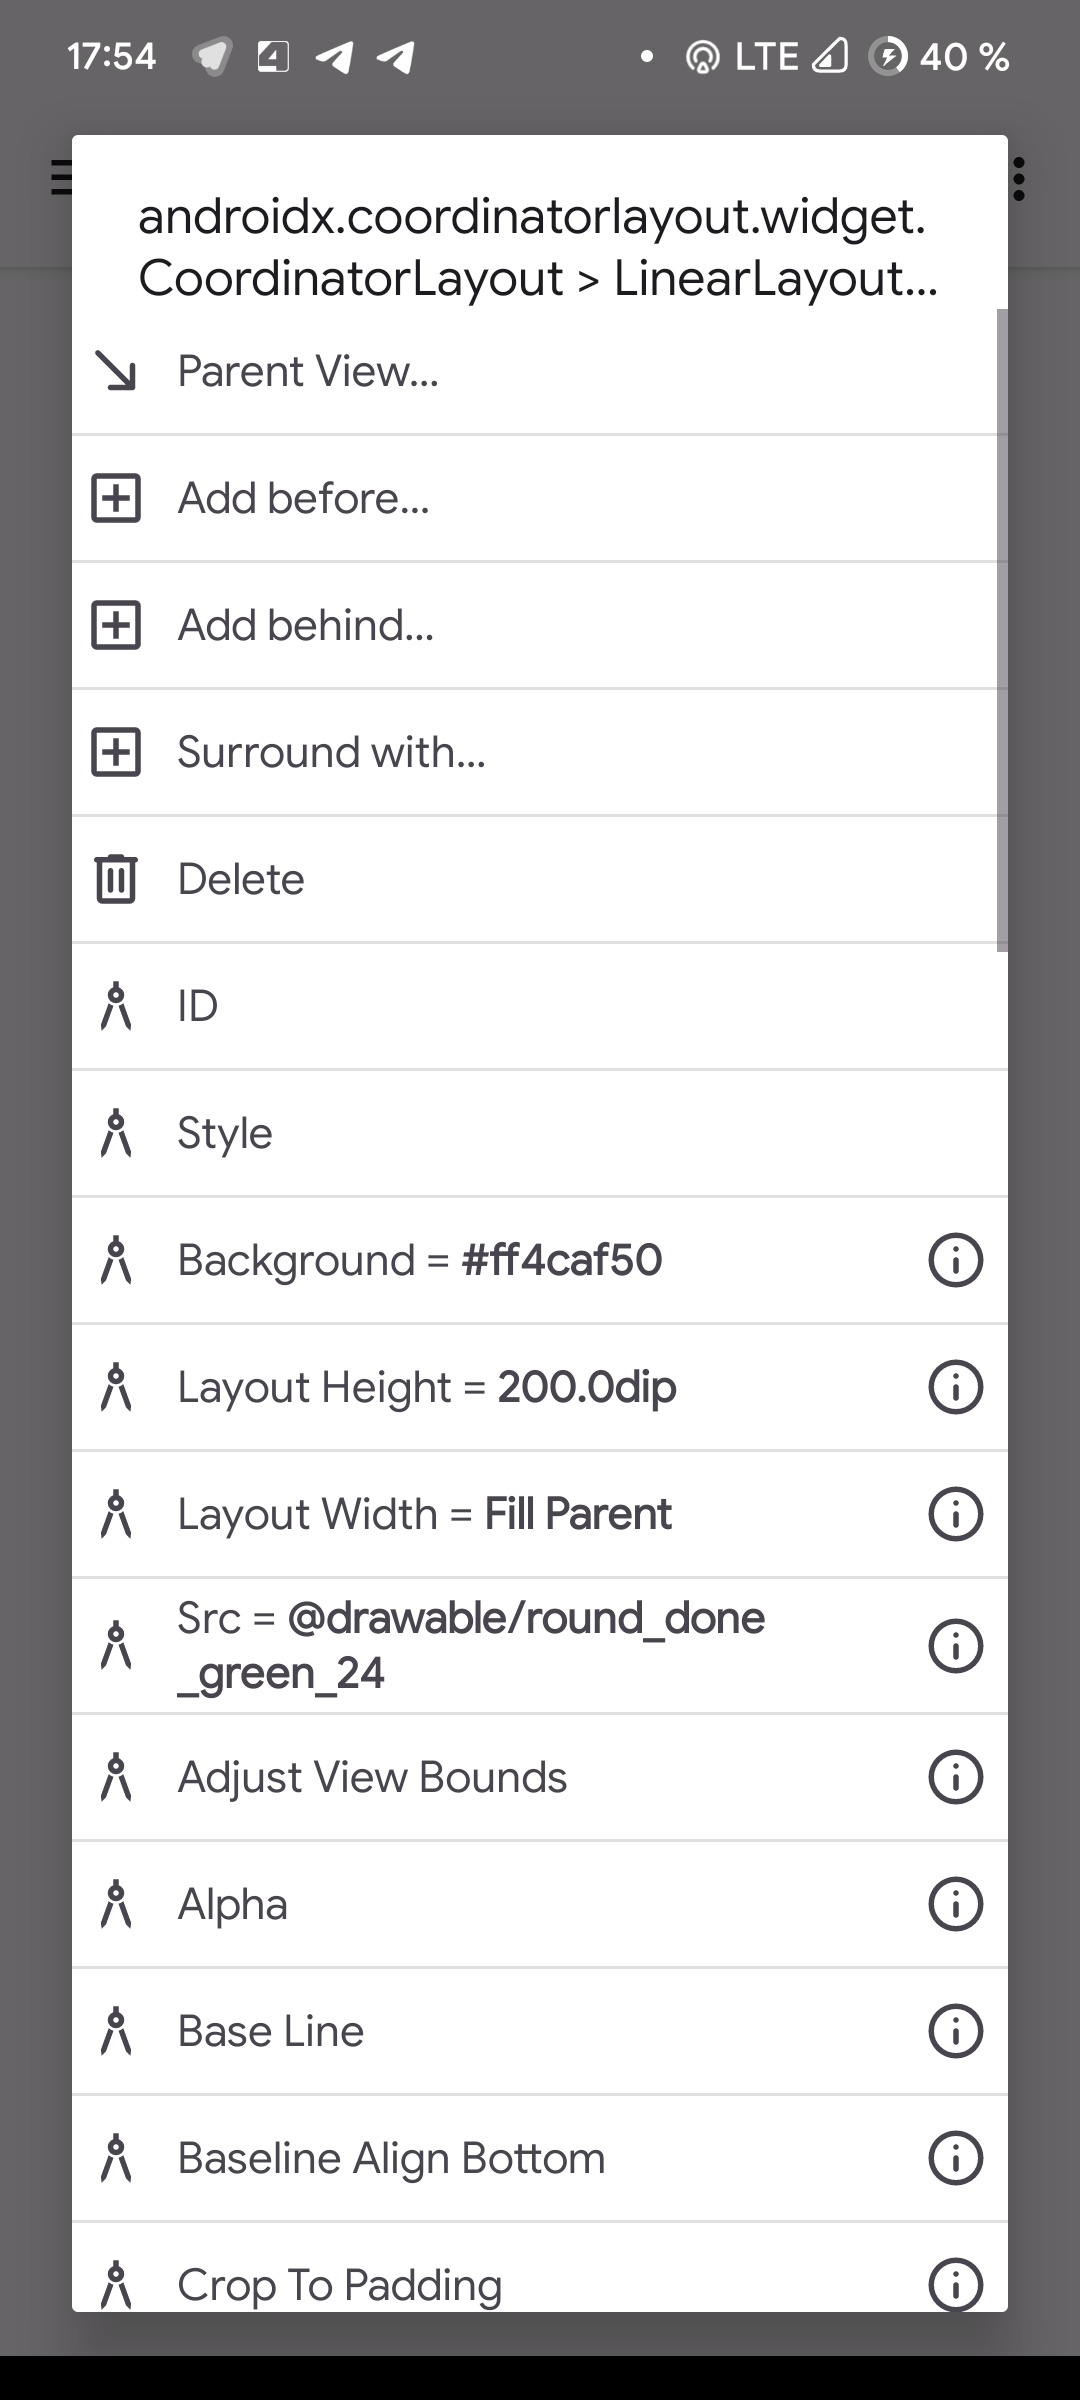 17:54
LTE
40 %
androidx.coordinatorlayout.widget.
CoordinatorLayout > LinearLayout...
Parent View...
Add before...
Add behind...
Surround with...
Delete
ID
Style
Background = #ff4caf50
Layout Height = 200.0dip
Layout Width = Fill Parent
Src = @drawable/round_done
_green_24
Adjust View Bounds
Alpha
Base Line
Baseline Align Bottom
Crop To Padding